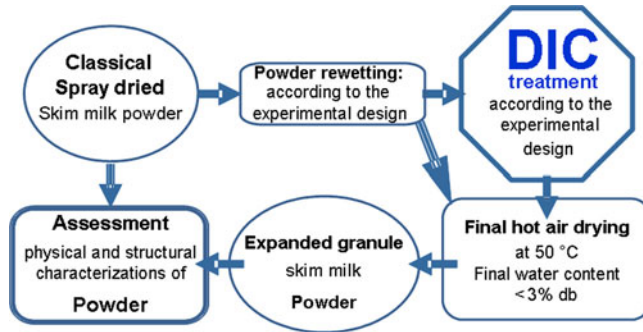 Classical
Spray dried
Skim milk powder
Powder rewetting:
according to the
experimental design
DIC
treatment
according to the
experimental
design
Assessment
physical and structural
characterizations of
Powder
Expanded granule
skim milk
Powder
Final hot air drying
at 50 °C
Final water content
<3% db